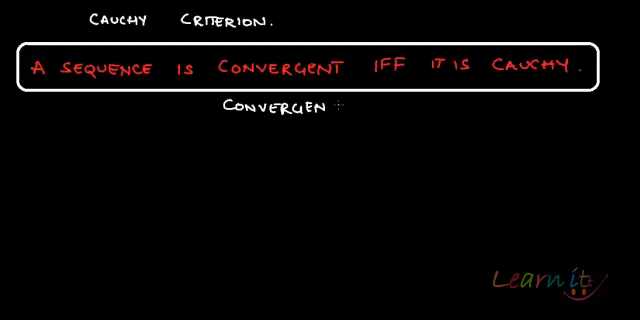 CAUCHY CRITERION.
A SEQUENCE IS CONVERGENT IFF IT IS CAUCHY.
CONVERGEN
Learnit